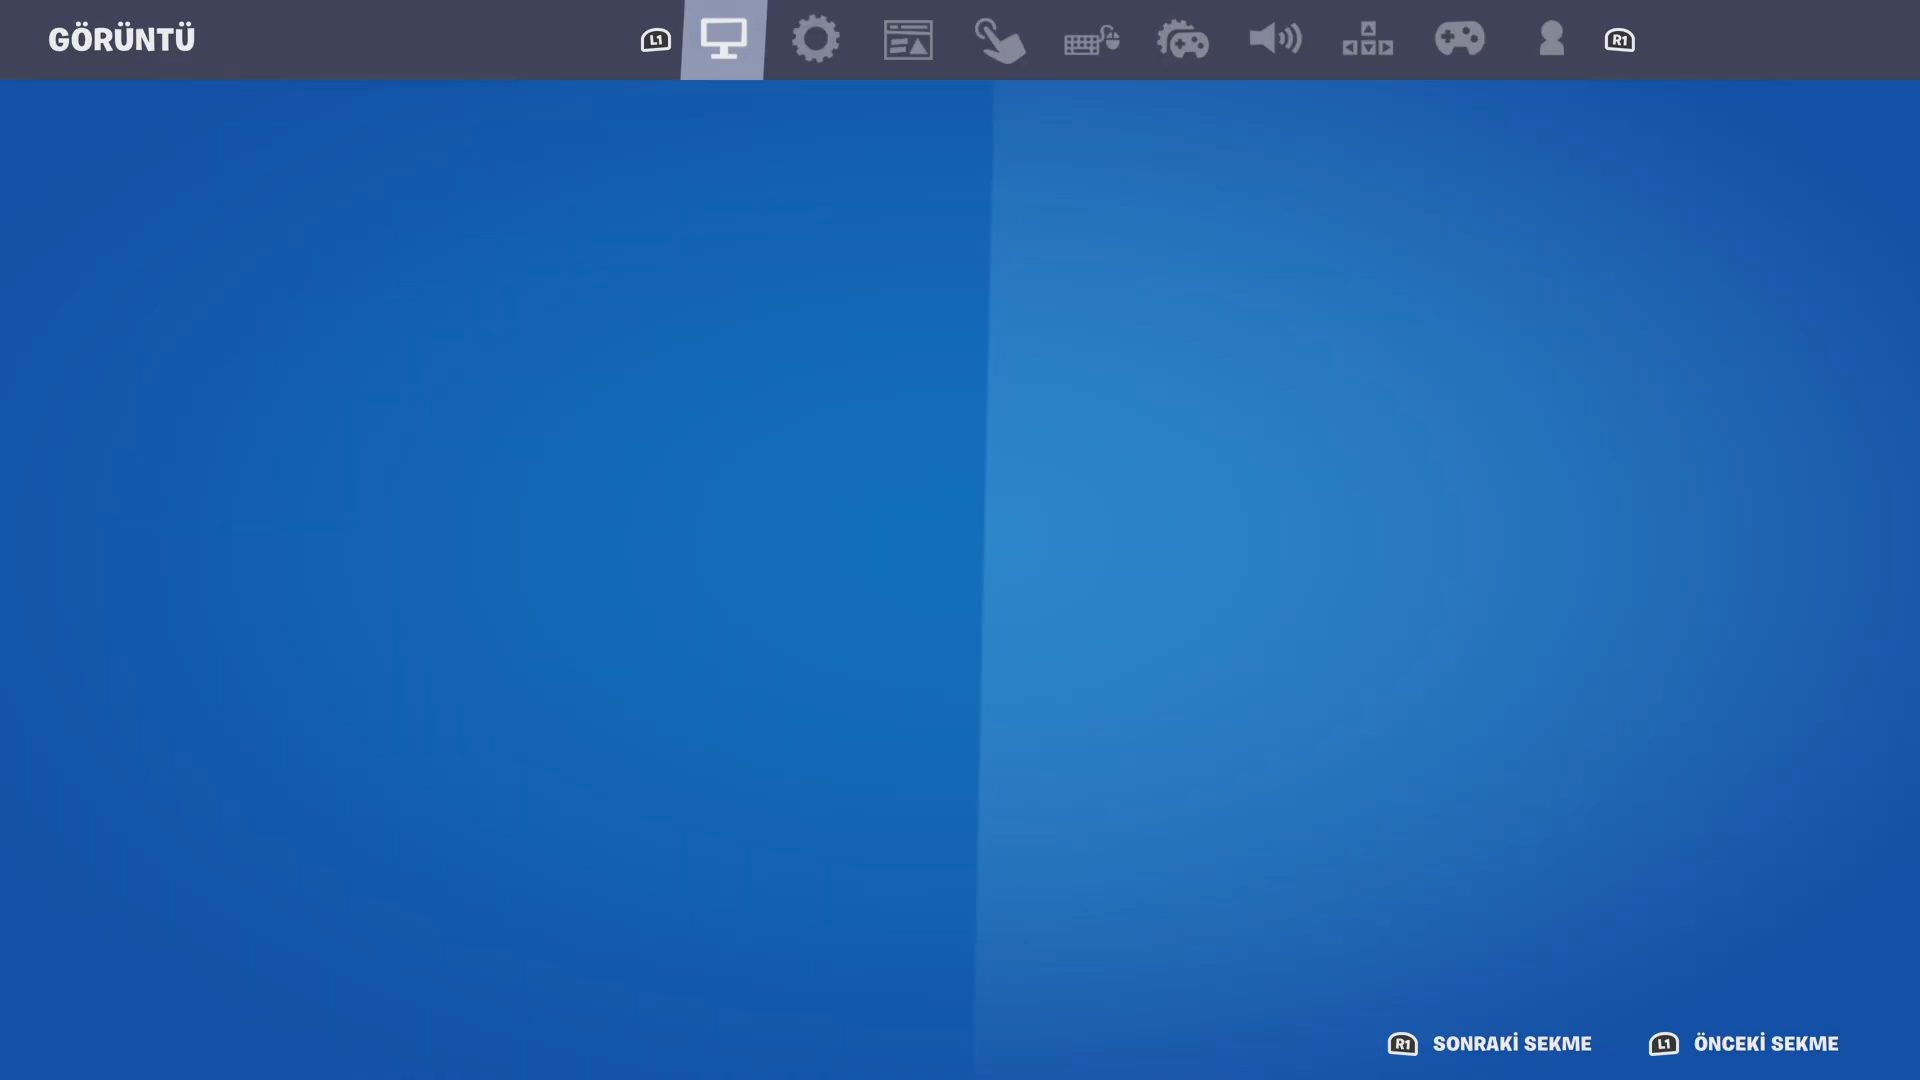 GÖRÜNTÜ
L1
R1
R1 SONRAKİ SEKME L1 ÖNCEKİ SEKME